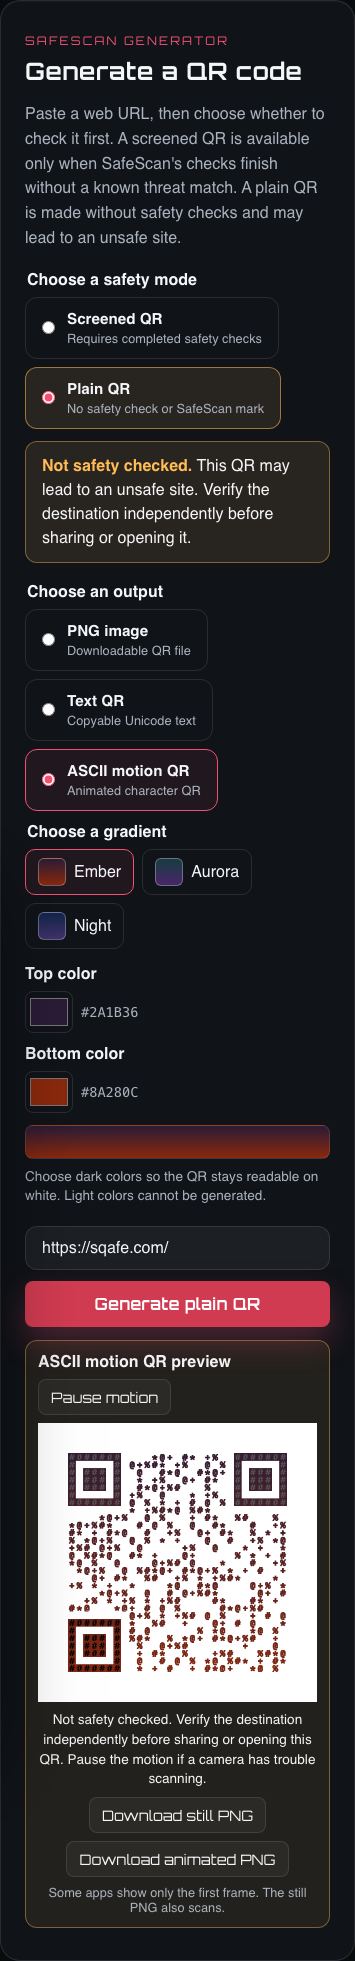 SAFESCAN GENERATOR
Generate a QR code
Paste a web URL, then choose whether to
check it first. A screened QR is available
only when SafeScan's checks finish
without a known threat match. A plain QR
is made without safety checks and may
lead to an unsafe site.
Choose a safety mode
Screened QR
Requires completed safety checks
Plain QR
No safety check or SafeScan mark
Not safety checked. This QR may
lead to an unsafe site. Verify the
destination independently before
sharing or opening it.
Choose an output
PNG image
Downloadable QR file
Text QR
Copyable Unicode text
ASCII motion QR
Animated character QR
Choose a gradient
Ember
Aurora
Night
Top color
#2A1B36
Bottom color
#8A280C
Choose dark colors so the QR stays readable on
white. Light colors cannot be generated.
https://sqafe.com/
Generate plain QR
ASCII motion QR preview
Pause motion
Not safety checked. Verify the destination
independently before sharing or opening this
QR. Pause the motion if a camera has trouble
scanning.
Download still PNG
Download animated PNG
Some apps show only the first frame. The still
PNG also scans.